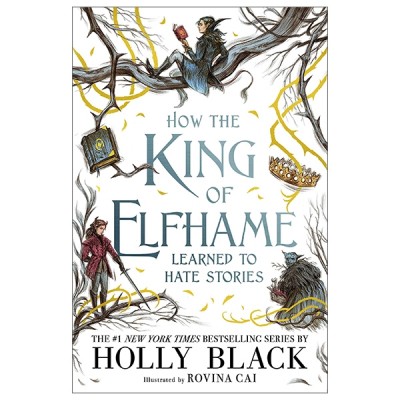 How the
King
of
Elfhame
Learned to
Hate Stories
THE #1 NEW YORK TIMES BESTSELLING SERIES BY
HOLLY BLACK
Illustrated by ROVINA CAI